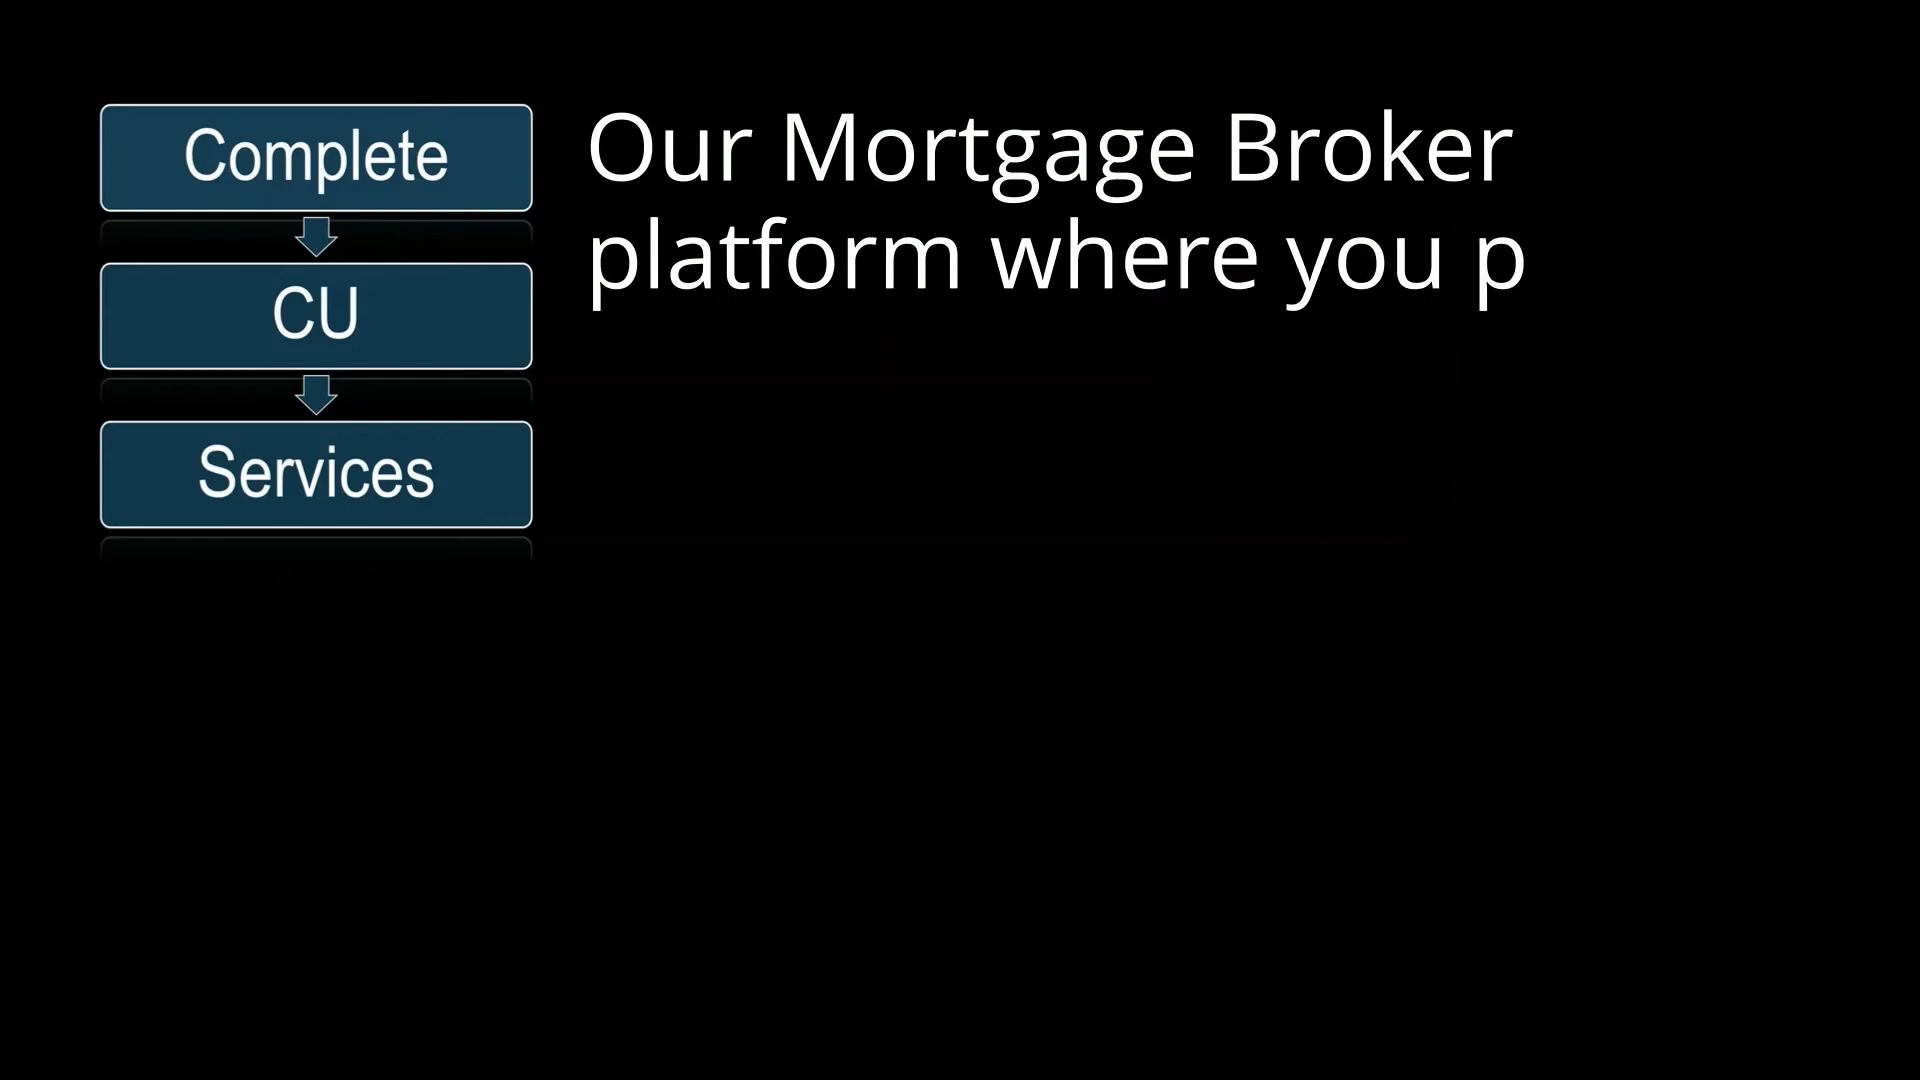 Complete
CU
Services
Our Mortgage Broker
platform where you p